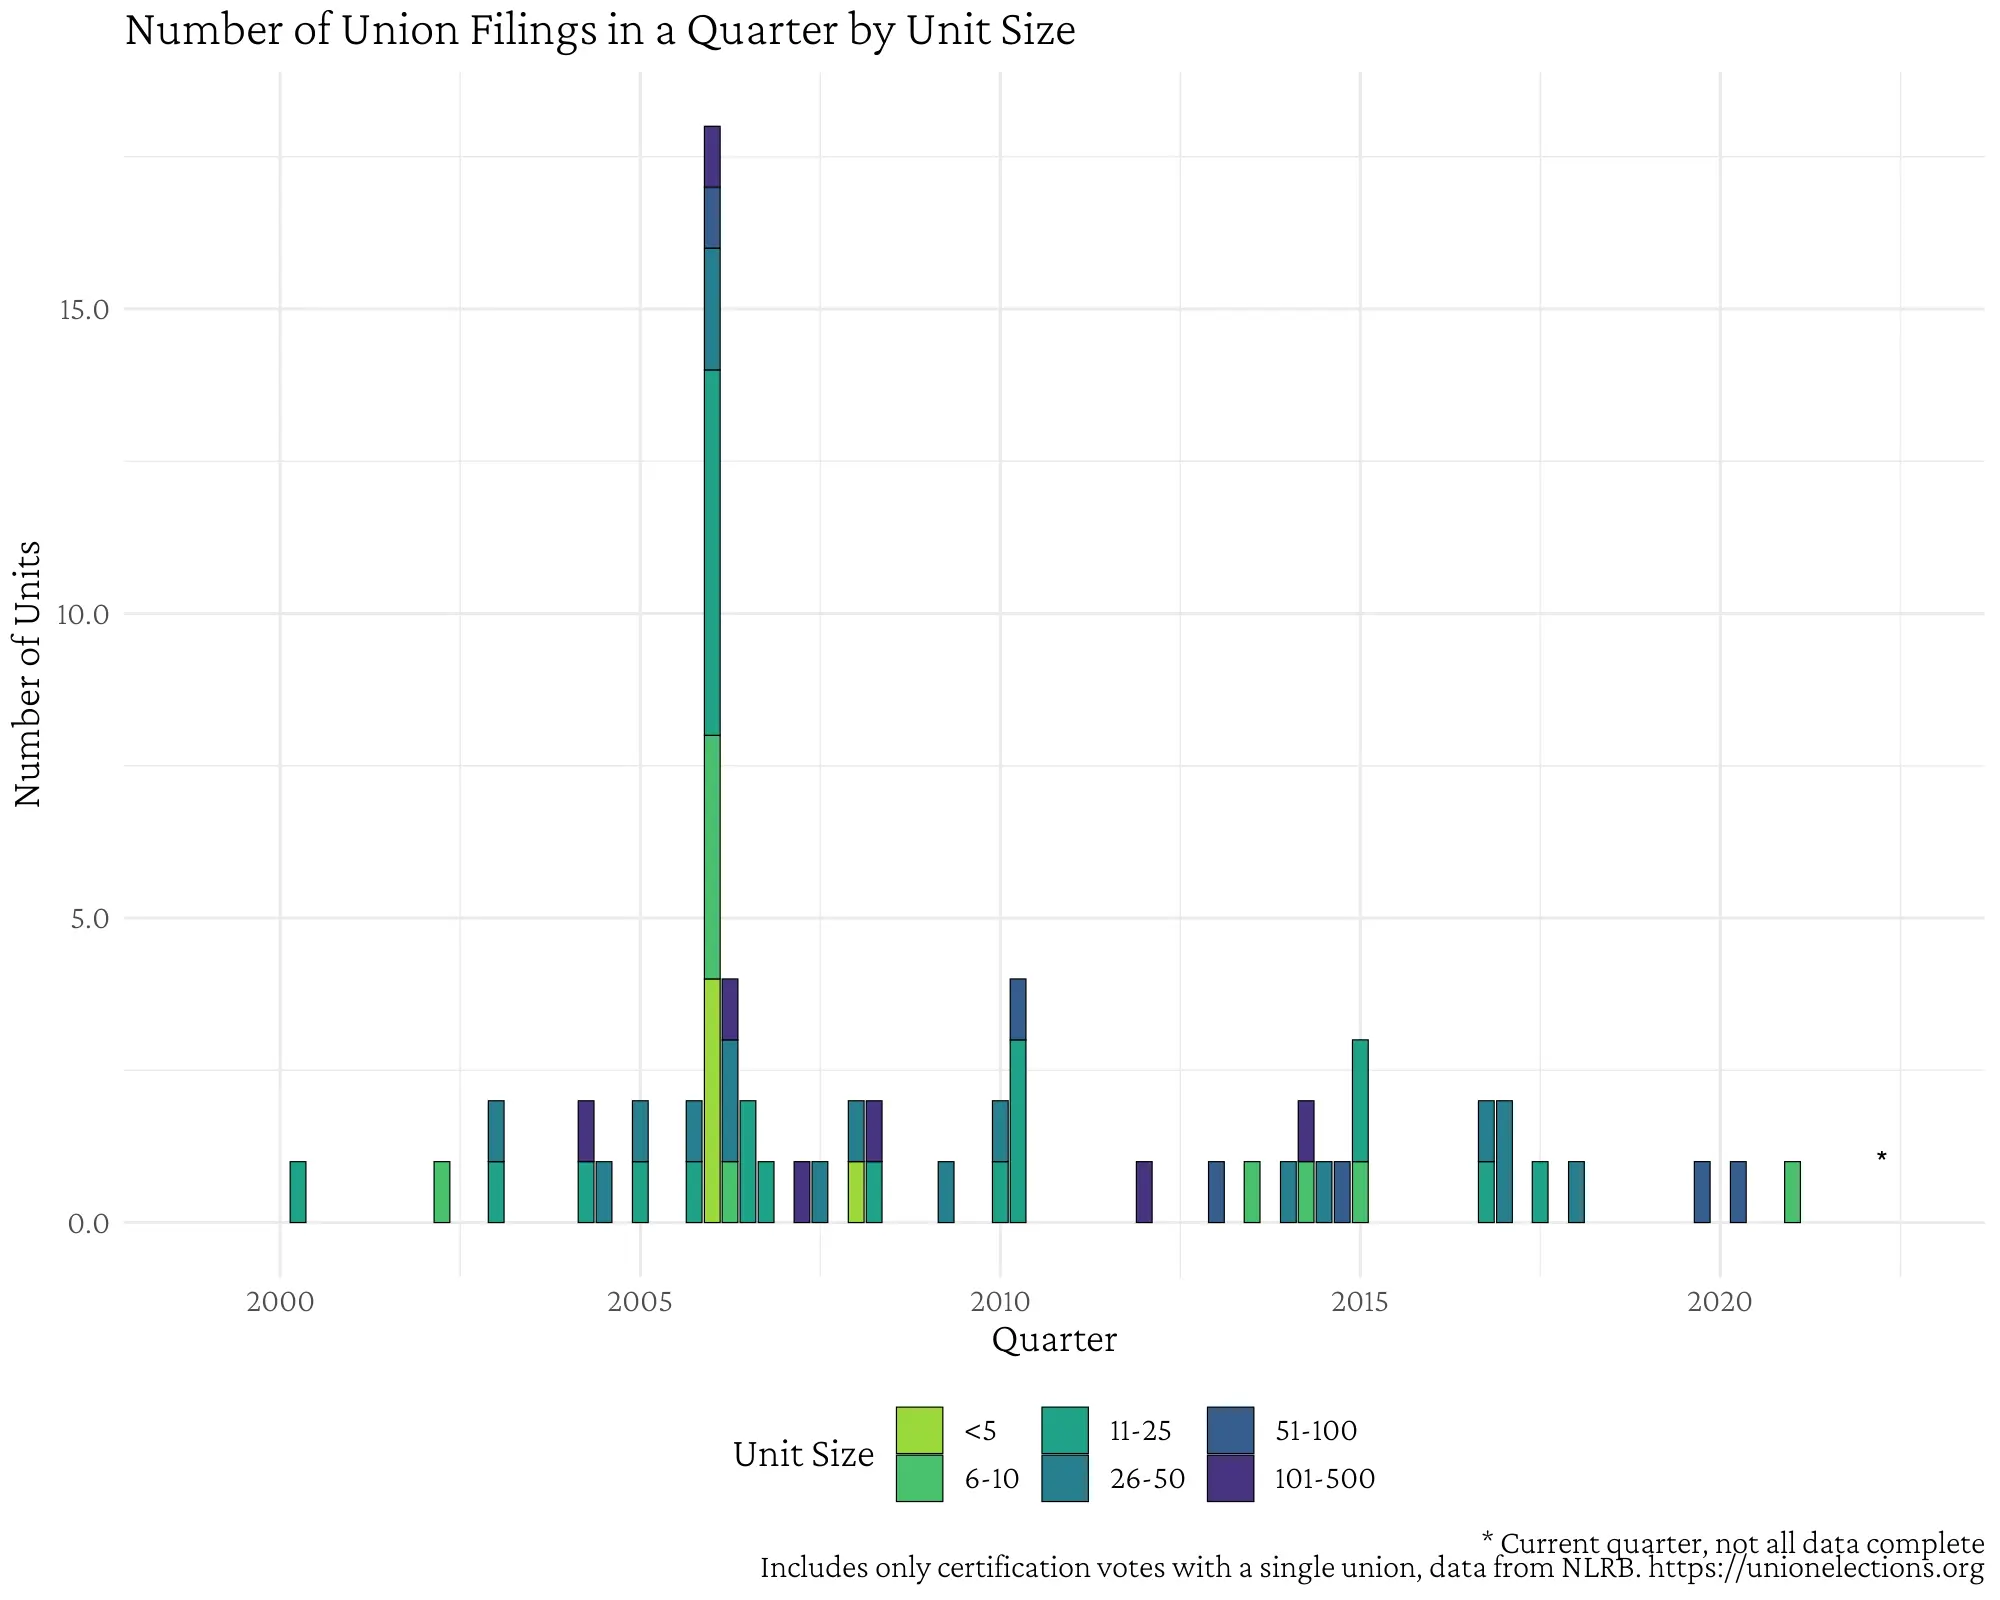 Number of Union Filings in a Quarter by Unit Size
Number of Units
15.0
10.0
5.0
0.0
*
2000 2005 2010 2015 2020
Quarter
Unit Size
<5 11-25 51-100
6-10 26-50 101-500
* Current quarter, not all data complete
Includes only certification votes with a single union, data from NLRB. https://unionelections.org